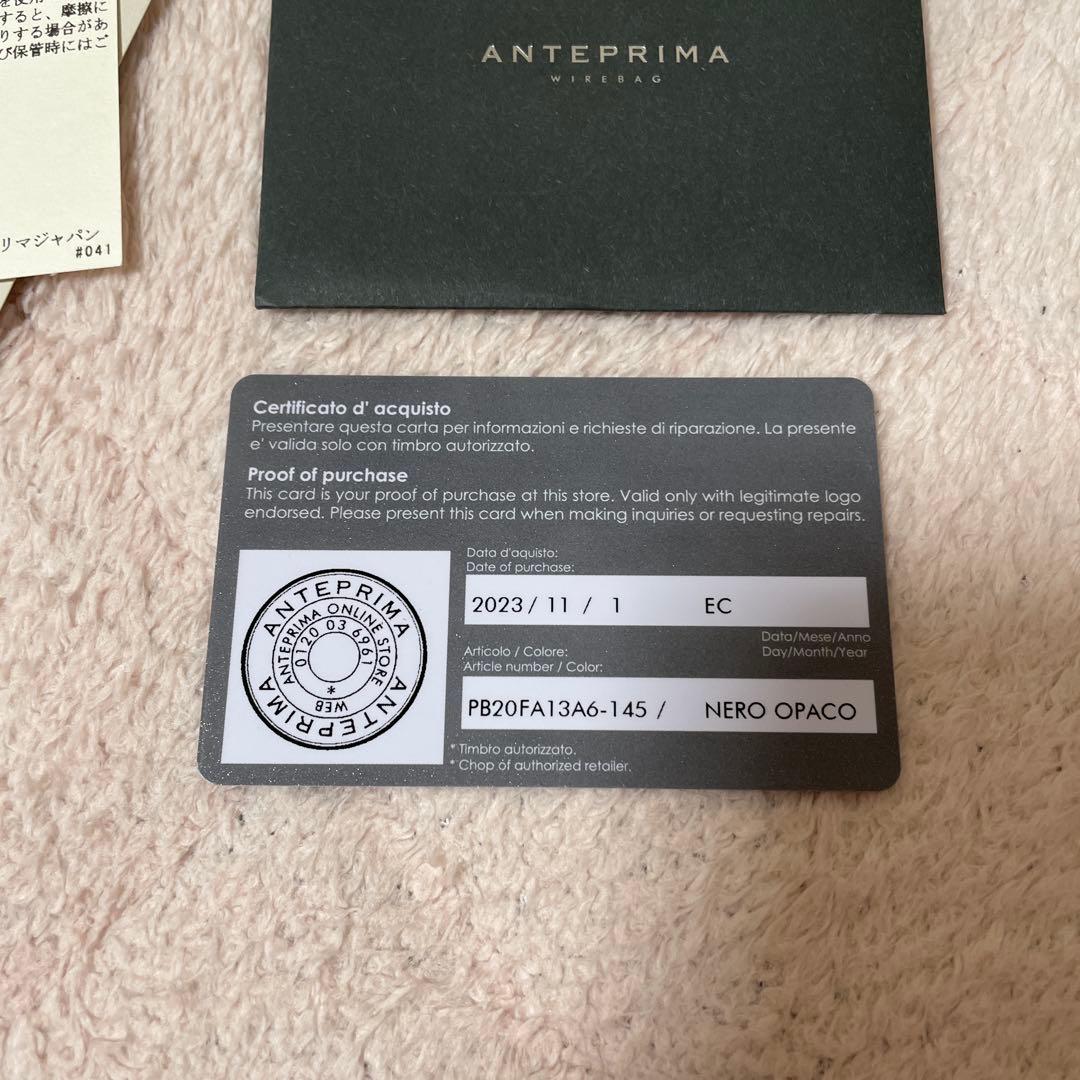 を使用
すると、摩擦に
りする場合があ
び保管時にはご
リマジャパン
#041
ANTEPRIMA
WIREBAG
Certificato d' acquisto
Presentare questa carta per informazioni e richieste di riparazione. La presente
e' valida solo con timbro autorizzato.
Proof of purchase
This card is your proof of purchase at this store. Valid only with legitimate logo
endorsed. Please present this card when making inquiries or requesting repairs.
ANTEPRIMA
ANTEPRIMA
ANTEPRIMA ONLINE STORE
0120 03 6961
* WEB
Data d'aquisto:
Date of purchase:
2023/ 11 / 1 EC
Data/Mese/Anno
Day/Month/Year
Articolo / Colore:
Article number / Color:
PB20FA13A6-145 / NERO OPACO
* Timbro autorizzato.
* Chop of authorized retailer.